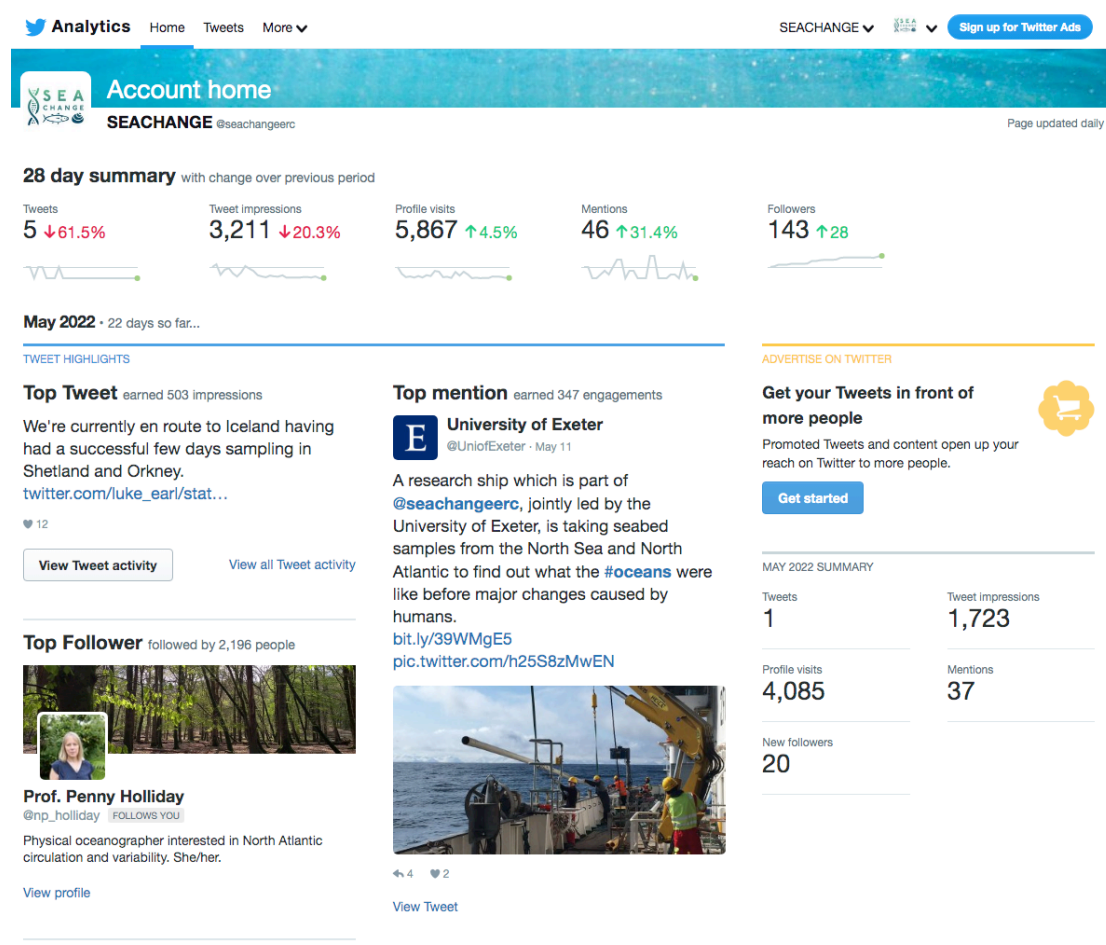 Analytics Home Tweets More
SEACHANGE
Sign up for Twitter Ads
SEA
CHANGE
Account home
SEACHANGE @seachangeerc
Page updated daily
28 day summary with change over previous period
Tweets
5 ↓61.5%
Tweet impressions
3,211 ↓20.3%
Profile visits
5,867 ↑4.5%
Mentions
46 ↑31.4%
Followers
143 ↑28
May 2022 • 22 days so far...
TWEET HIGHLIGHTS
Top Tweet earned 503 impressions
We're currently en route to Iceland having
had a successful few days sampling in
Shetland and Orkney.
twitter.com/luke_earl/stat…
12
View Tweet activity
View all Tweet activity
Top Follower followed by 2,196 people
Prof. Penny Holliday
@np_holliday FOLLOWS YOU
Physical oceanographer interested in North Atlantic
circulation and variability. She/her.
View profile
Top mention earned 347 engagements
E
University of Exeter
@UniofExeter · May 11
A research ship which is part of
@seachangeerc, jointly led by the
University of Exeter, is taking seabed
samples from the North Sea and North
Atlantic to find out what the #oceans were
like before major changes caused by
humans.
bit.ly/39WMgE5
pic.twitter.com/h25S8zMwEN
4 2
View Tweet
ADVERTISE ON TWITTER
Get your Tweets in front of
more people
Promoted Tweets and content open up your
reach on Twitter to more people.
Get started
MAY 2022 SUMMARY
Tweets
1
Tweet impressions
1,723
Profile visits
4,085
Mentions
37
New followers
20